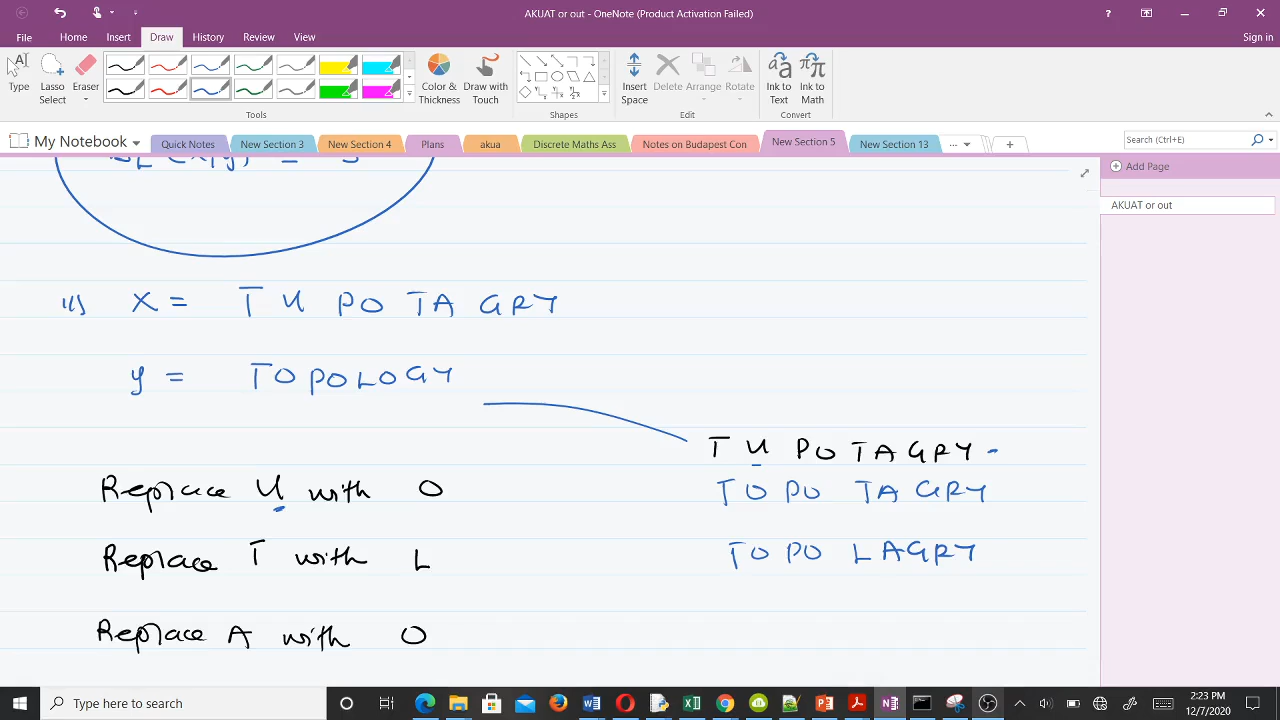 AKUAT or out - OneNote (Product Activation Failed)
File Home Insert Draw History Review View Sign in
Type Lasso Select Eraser Color & Thickness Draw with Touch Insert Space Delete Arrange Rotate Ink to Text Ink to Math
Tools Shapes Edit Convert
My Notebook Quick Notes New Section 3 New Section 4 Plans akua Discrete Maths Ass Notes on Budapest Con New Section 5 New Section 13 ... Search (Ctrl+E)
Add Page
AKUAT or out
X = TU PO TA GRY
y = TOPOLOGY
TU PO TAGRY
Replace U with O
TO PO TA GRY
Replace T with L
TO PO LAGRY
Replace A with O
Type here to search
2:23 PM
12/7/2020